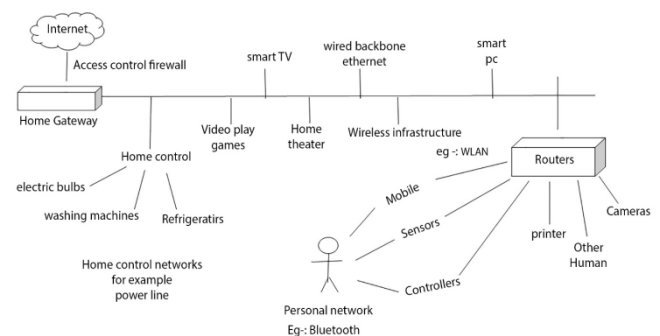 Internet
Access control firewall
Home Gateway
smart TV
wired backbone
ethernet
smart
pc
Video play
games
Home
theater
Wireless infrastructure
eg -: WLAN
Home control
electric bulbs
washing machines
Refrigeratirs
Home control networks
for example
power line
Routers
Mobile
Sensors
Controllers
printer
Other
Human
Cameras
Personal network
Eg-: Bluetooth